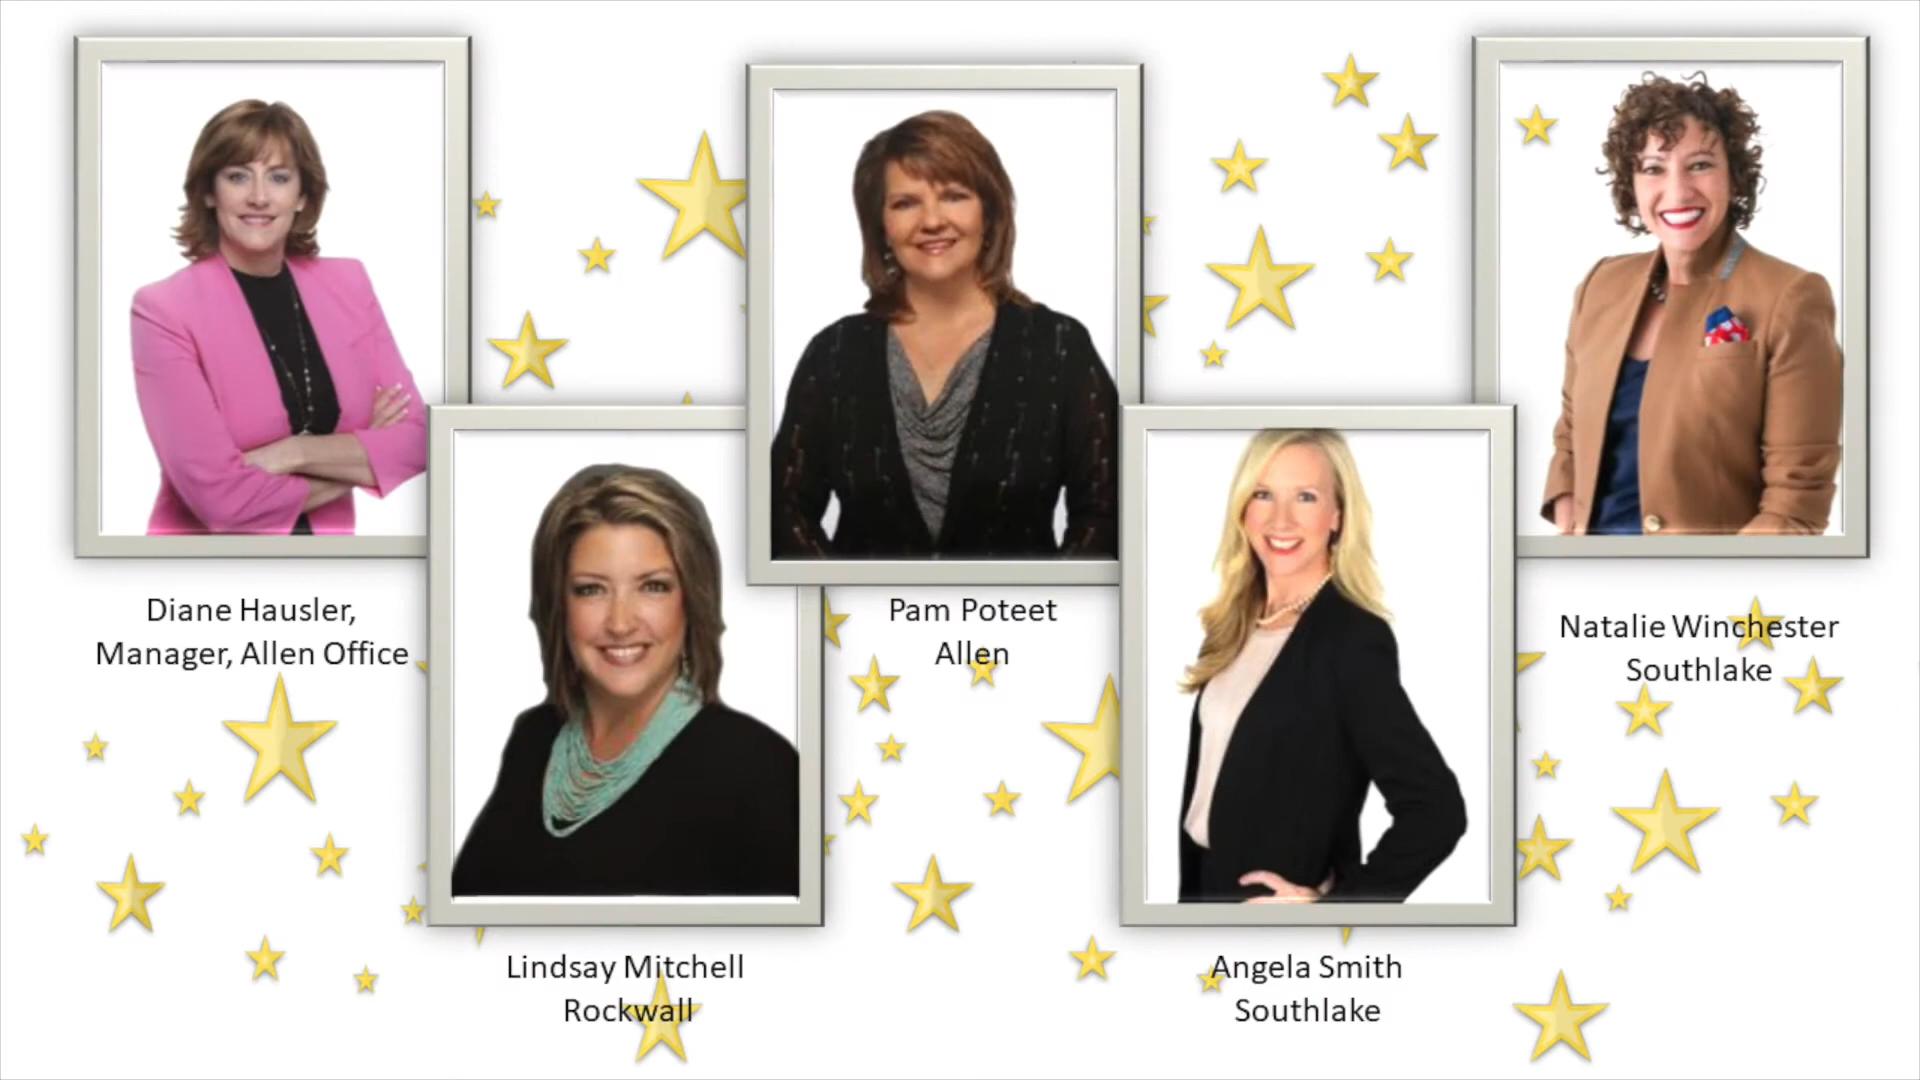 Diane Hausler,
Manager, Allen Office
Lindsay Mitchell
Rockwall
Pam Poteet
Allen
Angela Smith
Southlake
Natalie Winchester
Southlake